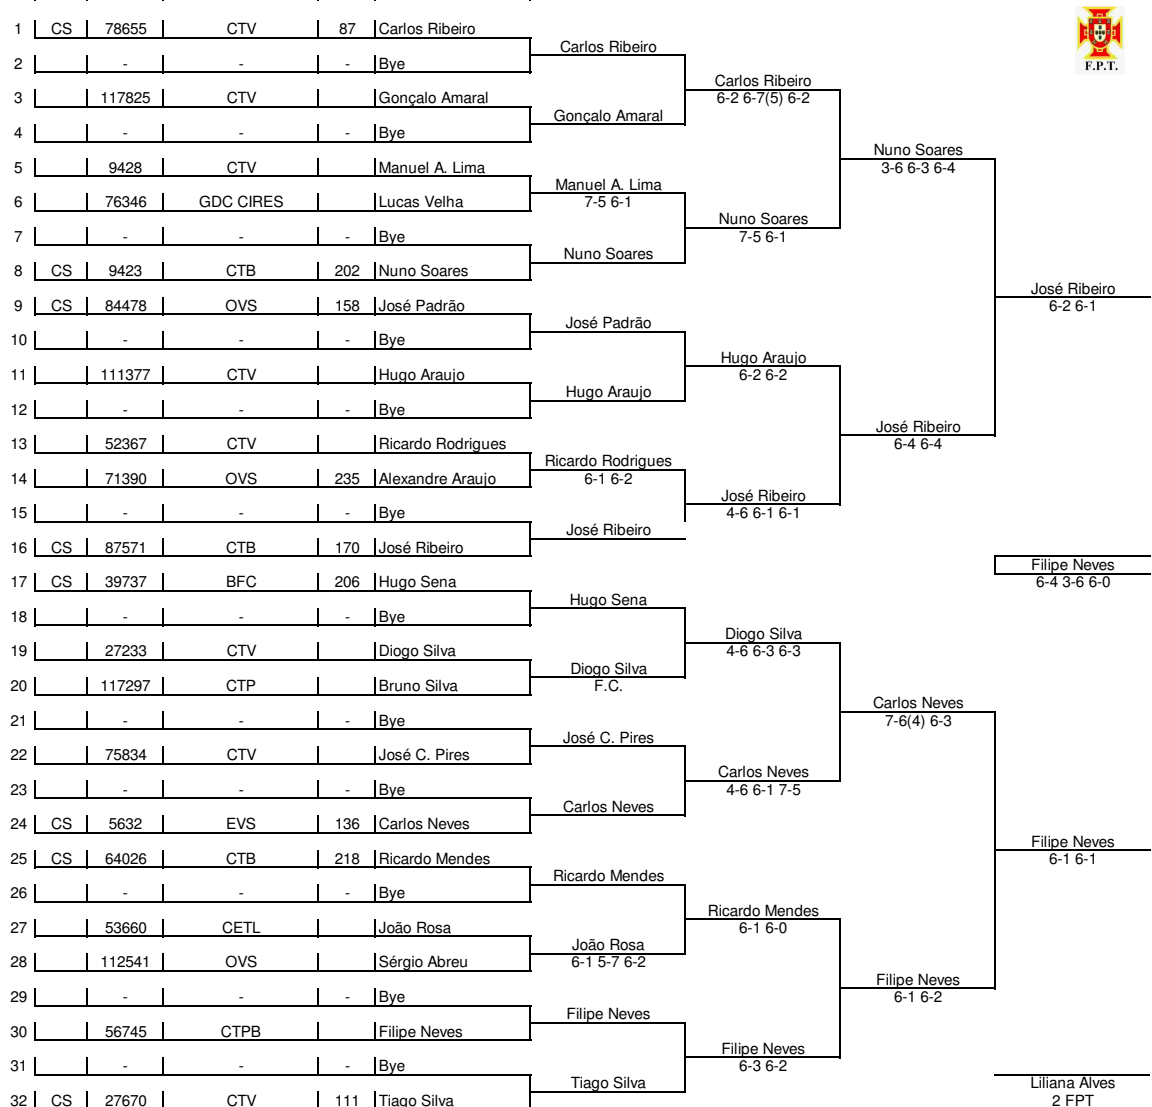 1 CS 78655 CTV 87 Carlos Ribeiro
2 - - - Bye
3 117825 CTV Gonçalo Amaral
4 - - - Bye
5 9428 CTV Manuel A. Lima
6 76346 GDC CIRES Lucas Velha
7 - - - Bye
8 CS 9423 CTB 202 Nuno Soares
9 CS 84478 OVS 158 José Padrão
10 - - - Bye
11 111377 CTV Hugo Araujo
12 - - - Bye
13 52367 CTV Ricardo Rodrigues
14 71390 OVS 235 Alexandre Araujo
15 - - - Bye
16 CS 87571 CTB 170 José Ribeiro
17 CS 39737 BFC 206 Hugo Sena
18 - - - Bye
19 27233 CTV Diogo Silva
20 117297 CTP Bruno Silva
21 - - - Bye
22 75834 CTV José C. Pires
23 - - - Bye
24 CS 5632 EVS 136 Carlos Neves
25 CS 64026 CTB 218 Ricardo Mendes
26 - - - Bye
27 53660 CETL João Rosa
28 112541 OVS Sérgio Abreu
29 - - - Bye
30 56745 CTPB Filipe Neves
31 - - - Bye
32 CS 27670 CTV 111 Tiago Silva
Carlos Ribeiro
Gonçalo Amaral
Manuel A. Lima
7-5 6-1
Nuno Soares
José Padrão
Hugo Araujo
Ricardo Rodrigues
6-1 6-2
José Ribeiro
Hugo Sena
Diogo Silva
F.C.
José C. Pires
Carlos Neves
Ricardo Mendes
João Rosa
6-1 5-7 6-2
Filipe Neves
Tiago Silva
Carlos Ribeiro
6-2 6-7(5) 6-2
Nuno Soares
7-5 6-1
Hugo Araujo
6-2 6-2
José Ribeiro
4-6 6-1 6-1
Diogo Silva
4-6 6-3 6-3
Carlos Neves
4-6 6-1 7-5
Ricardo Mendes
6-1 6-0
Filipe Neves
6-3 6-2
Nuno Soares
3-6 6-3 6-4
José Ribeiro
6-4 6-4
Carlos Neves
7-6(4) 6-3
Filipe Neves
6-1 6-2
F.P.T.
José Ribeiro
6-2 6-1
Filipe Neves
6-4 3-6 6-0
Filipe Neves
6-1 6-1
Liliana Alves
2 FPT